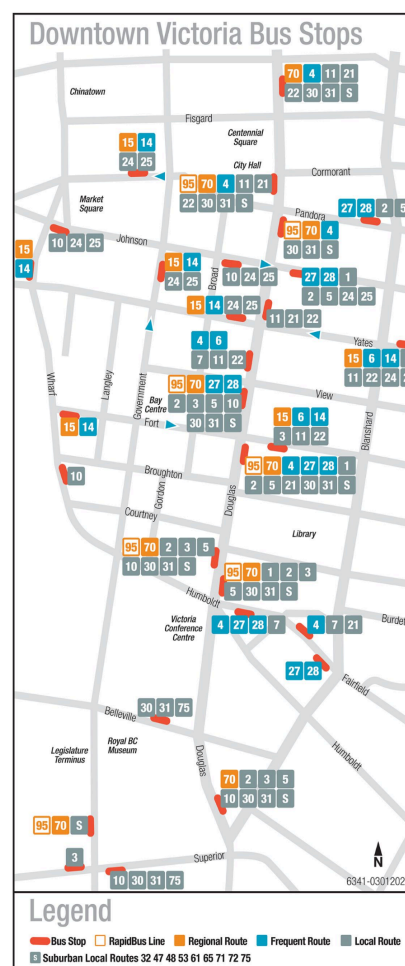 Downtown Victoria Bus Stops
70 4 11 21
22 30 31 S
Chinatown
Fisgard
Centennial
Square
15 14
24 25
City Hall
Cormorant
95 70 4 11 21
22 30 31 S
Market
Square
Pandora
27 28 2 5
95 70 4
30 31 S
10 24 25
Johnson
15
14
15 14
24 25
Broad
10 24 25
27 28 1
2 5 24 25
15 14 24 25
11 21 22
Yates
4 6
7 11 22
15 6 14
11 22 24 2
Wharf
Langley
Government
View
Blanshard
95 70 27 28
2 3 5 10
30 31 S
Bay
Centre
15 6 14
3 11 22
15 14
Fort
95 70 4 27 28 1
2 5 21 30 31 S
10
Broughton
Gordon
Douglas
Courtney
Library
95 70 2 3 5
10 30 31 S
95 70 1 2 3
5 30 31 S
Humboldt
Victoria
Conference
Centre
4 27 28 7
4 7 21
Burdet
27 28
Fairfield
30 31 75
Belleville
Humboldt
Legislature
Terminus
Royal BC
Museum
Douglas
70 2 3 5
10 30 31 S
95 70 S
3
Superior
10 30 31 75
N
6341-0301202
Legend
Bus Stop RapidBus Line Regional Route Frequent Route Local Route
S Suburban Local Routes 32 47 48 53 61 65 71 72 75